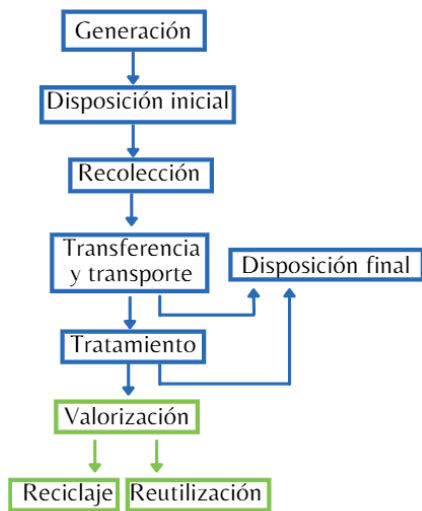 Generación
Disposición inicial
Recolección
Transferencia
y transporte
Disposición final
Tratamiento
Valorización
Reciclaje
Reutilización